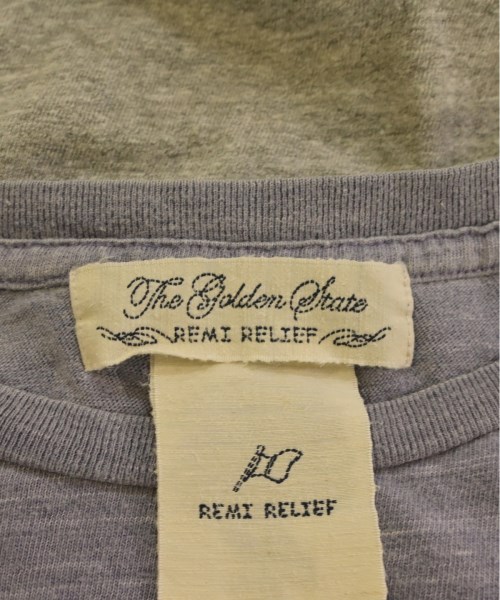 The Golden State
REMI RELIEF
REMI RELIEF